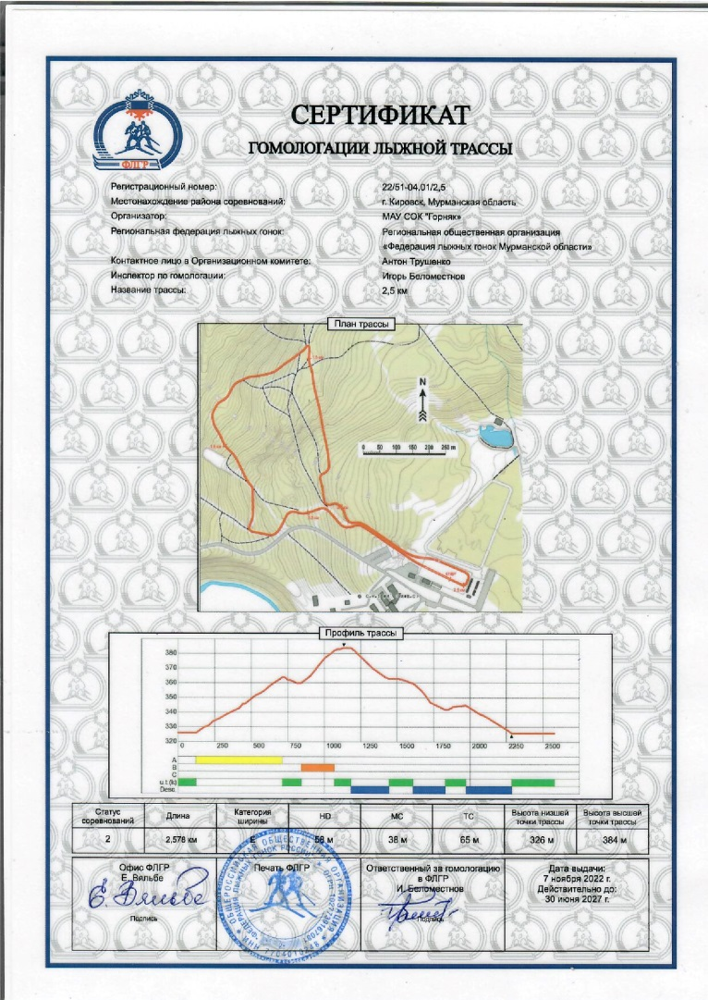 ФЛГР
СЕРТИФИКАТ
ГОМОЛОГАЦИИ ЛЫЖНОЙ ТРАССЫ
Регистрационный номер: 22/51-04.01/2,5
Местонахождение района соревнований: г. Кировск, Мурманская область
Организатор: МАУ СОК "Горняк»
Региональная федерация лыжных гонок: Региональная общественная организация
«Федерация лыжных гонок Мурманской области»
Контактное лицо в Организационном комитете: Антон Трушенко
Инспектор по гомологации: Игорь Беломестнов
Название трассы: 2,5 км
План трассы
N
0 50 100 150 200 250 m
Профиль трассы
380
370
360
350
340
330
320
0 250 500 750 1000 1250 1400 1750 2000 2250 2500
A
B
C
u.t.(k)
Desc.
Статус соревнований Длина Категория ширины HD MC TC Высота низшей точки трассы Высота высшей точки трассы
2 2,578 км E 58 м 38 м 65 м 326 м 384 м
Офис ФЛГР
Е. Вяльбе
Е. Вяльбе
Подпись
Печать ФЛГР
Ответственный за гомологацию
в ФЛГР
И. Беломестнов
Подпись
Дата выдачи:
7 ноября 2022 г.
Действительно до:
30 июня 2027 г.